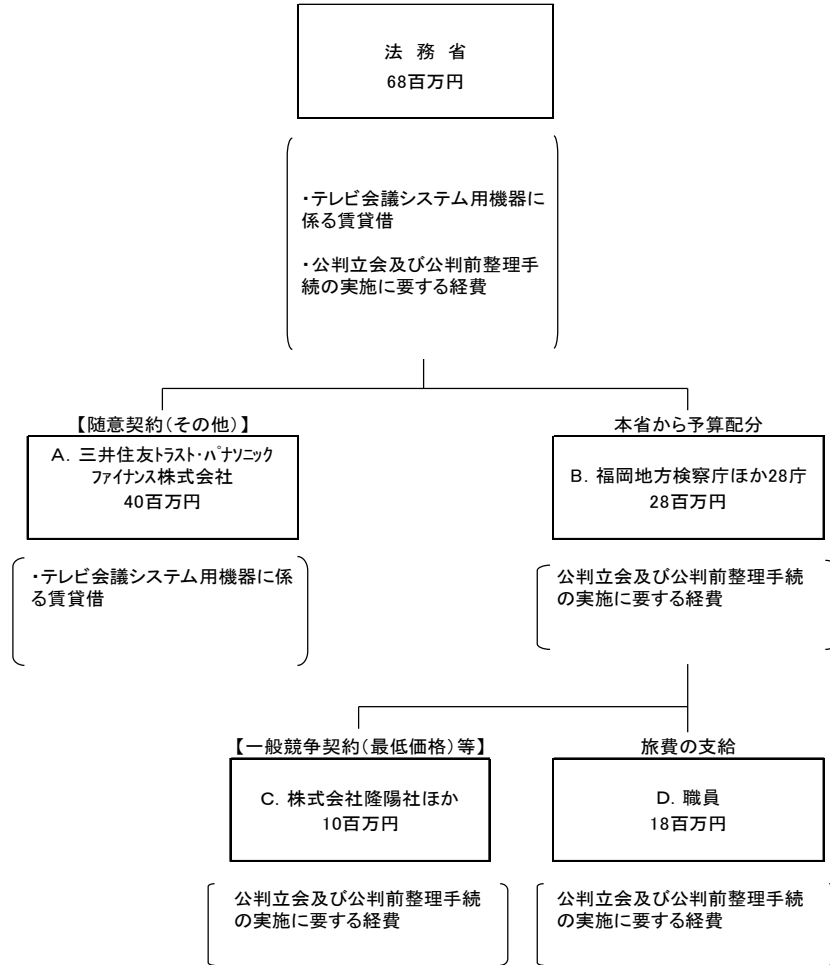 法 務 省
68百万円
・テレビ会議システム用機器に
係る賃貸借
・公判立会及び公判前整理手
続の実施に要する経費
【随意契約（その他）】
A．三井住友トラスト・パナソニック
ファイナンス株式会社
40百万円
・テレビ会議システム用機器に係
る賃貸借
本省から予算配分
B．福岡地方検察庁ほか28庁
28百万円
公判立会及び公判前整理手続
の実施に要する経費
【一般競争契約（最低価格）等】
C．株式会社隆陽社ほか
10百万円
公判立会及び公判前整理手続
の実施に要する経費
旅費の支給
D．職員
18百万円
公判立会及び公判前整理手続
の実施に要する経費